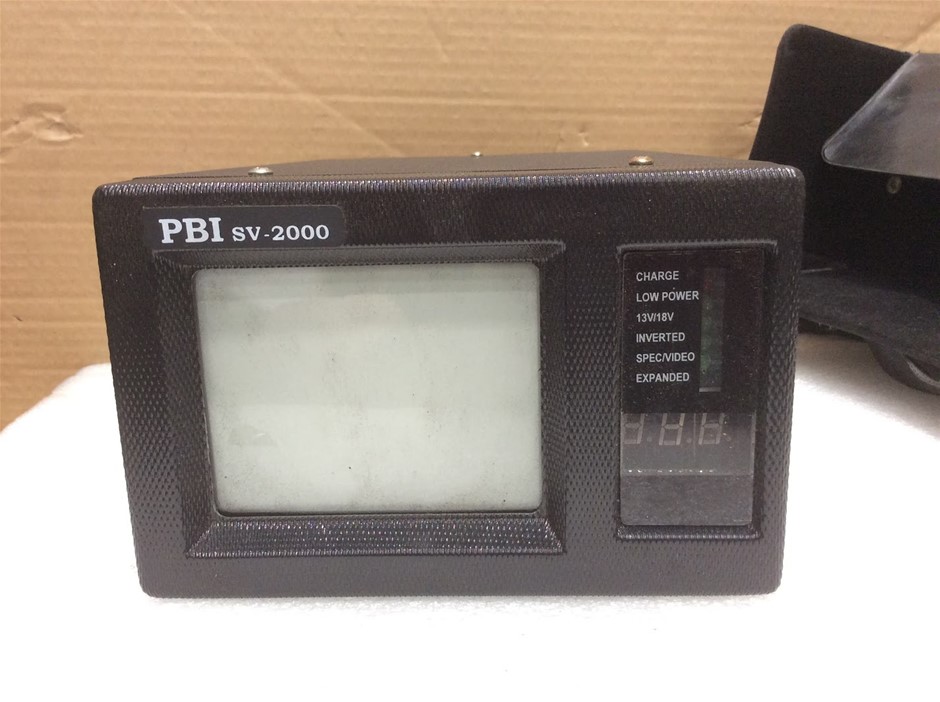 PBI SV-2000
CHARGE
LOW POWER
13V/18V
INVERTED
SPEC/VIDEO
EXPANDED